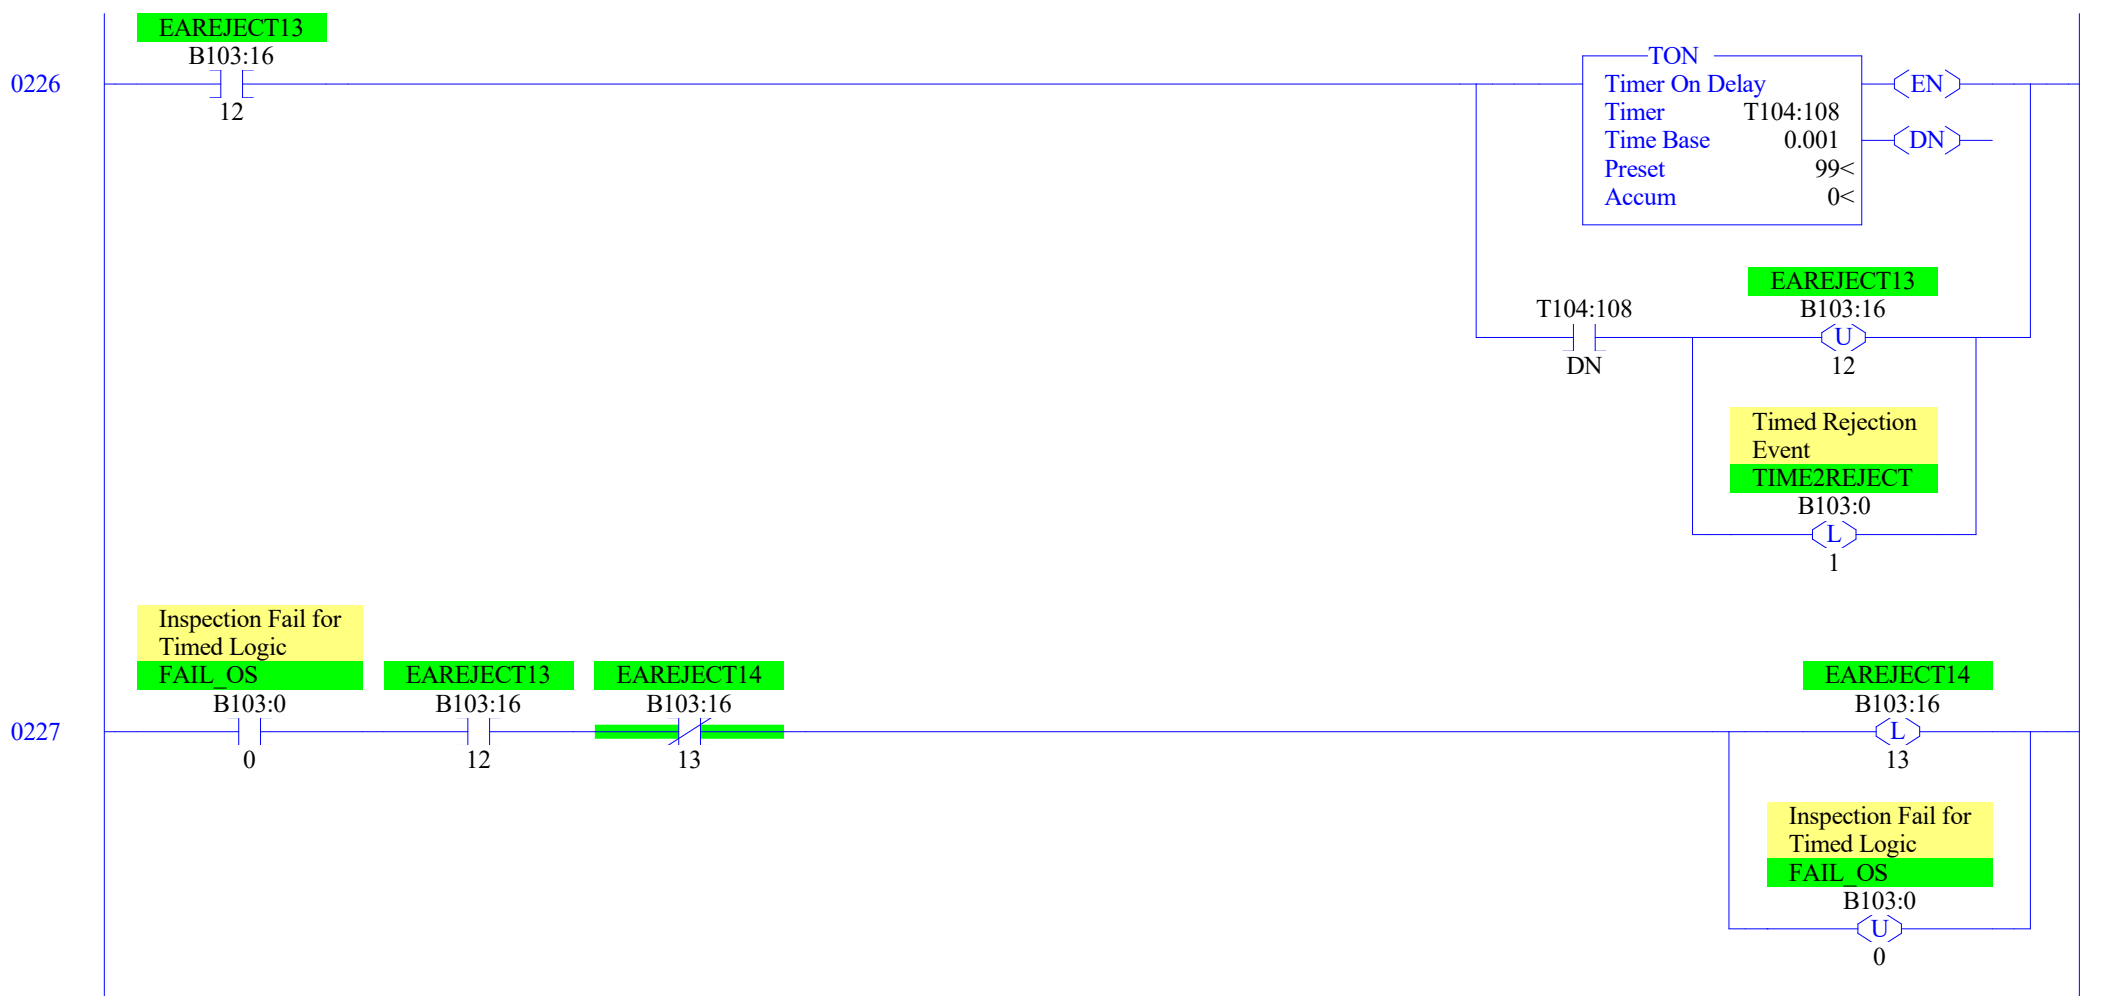 EAREJECT13
B103:16
0226
12
TON
Timer On Delay
Timer T104:108
Time Base 0.001
Preset 99<
Accum 0<
EN
DN
T104:108
DN
EAREJECT13
B103:16
U
12
Timed Rejection
Event
TIME2REJECT
B103:0
L
1
0227
Inspection Fail for
Timed Logic
FAIL_OS
B103:0
0
EAREJECT13
B103:16
12
EAREJECT14
B103:16
13
EAREJECT14
B103:16
L
13
Inspection Fail for
Timed Logic
FAIL_OS
B103:0
U
0